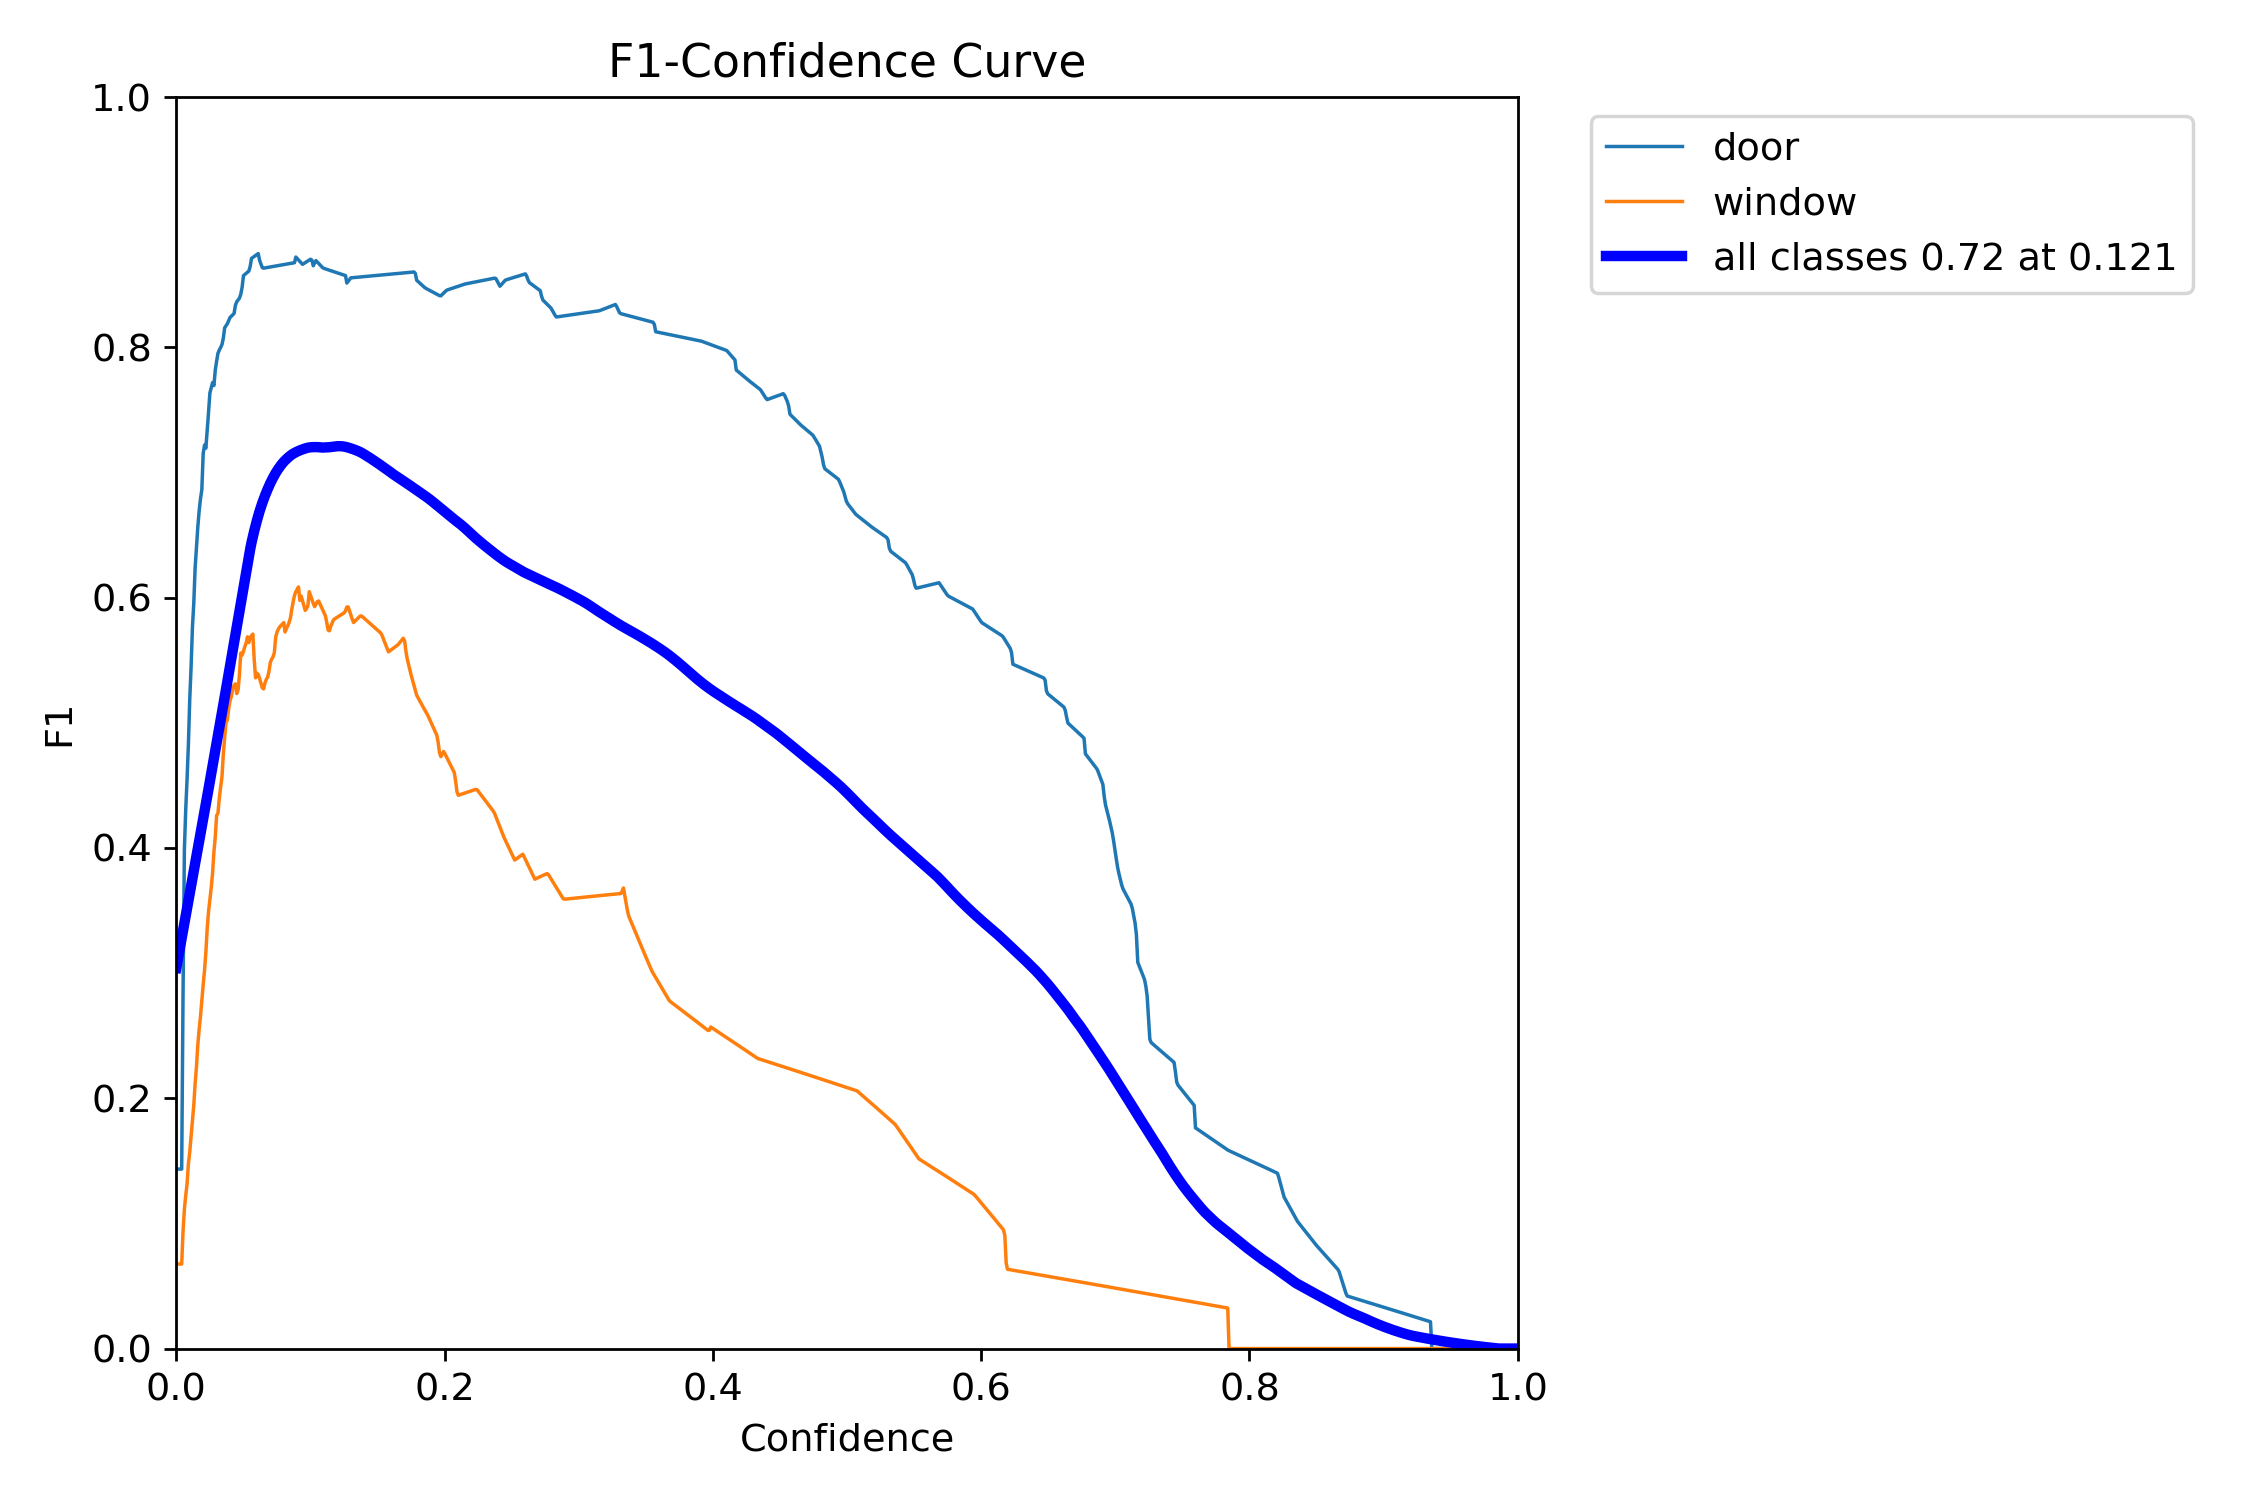 F1-Confidence Curve
door
window
all classes 0.72 at 0.121
1.0
0.8
0.6
0.4
0.2
0.0
F1
0.0 0.2 0.4 0.6 0.8 1.0
Confidence